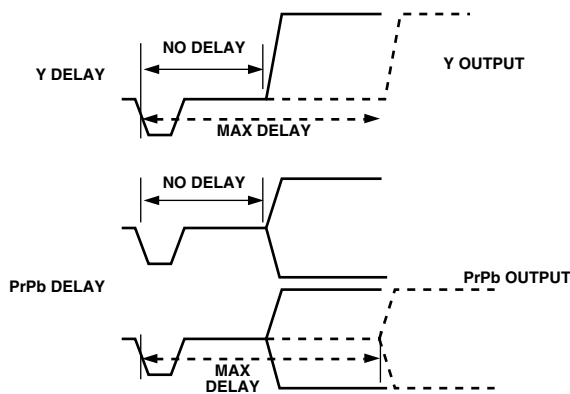 NO DELAY
Y DELAY
Y OUTPUT
MAX DELAY
NO DELAY
PrPb DELAY
PrPb OUTPUT
MAX
DELAY